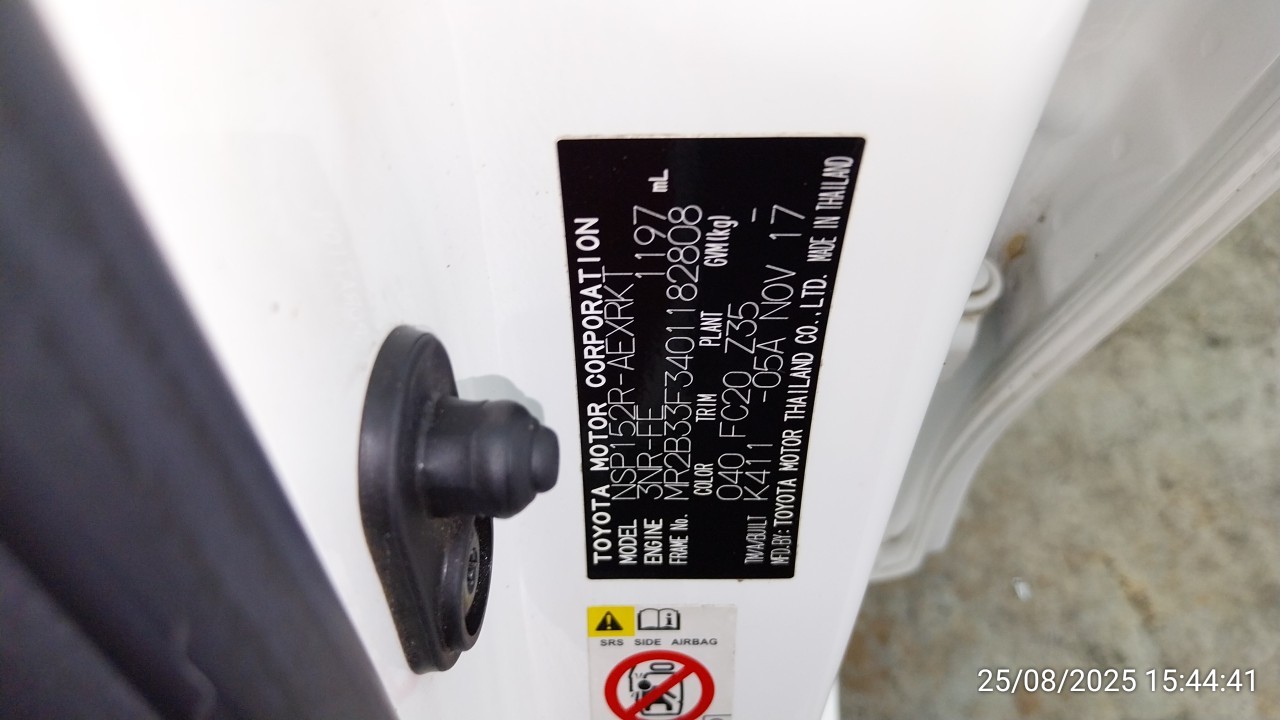 TOYOTA MOTOR CORPORATION
MODEL NSP152R-AEXRKT
ENGINE 3NR-FE 1197 mL
FRAME No. MR2B33F3401182808
COLOR TRIM PLANT GVM(kg)
040 FC20 Z35 -
TM/A/BUILT K411 -05A NOV 17
MFD.BY: TOYOTA MOTOR THAILAND CO.,LTD. MADE IN THAILAND
SRS SIDE AIRBAG
25/08/2025 15:44:41